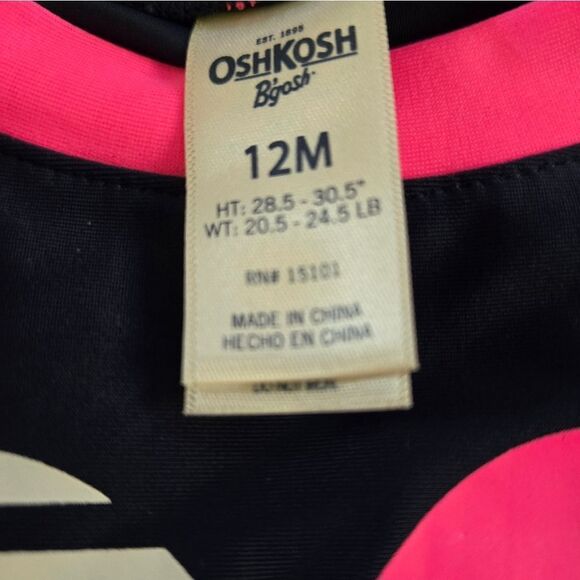 EST. 1895
OSHKOSH
B'gosh
12M
HT: 28.5 - 30.5"
WT: 20.5 - 24.5 LB
RN# 15101
MADE IN CHINA
HECHO EN CHINA